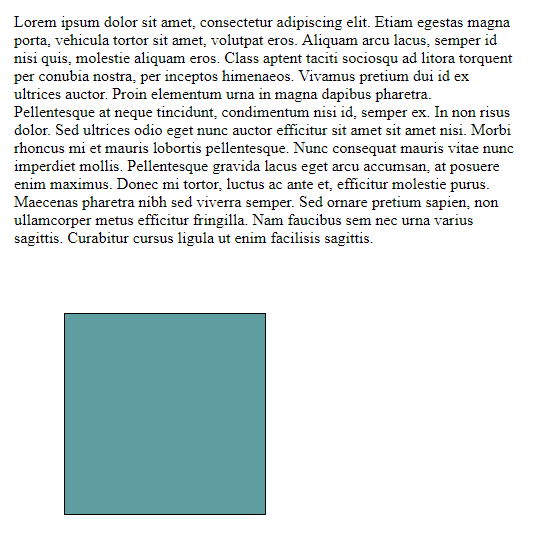 Lorem ipsum dolor sit amet, consectetur adipiscing elit. Etiam egestas magna
porta, vehicula tortor sit amet, volutpat eros. Aliquam arcu lacus, semper id
nisi quis, molestie aliquam eros. Class aptent taciti sociosqu ad litora torquent
per conubia nostra, per inceptos himenaeos. Vivamus pretium dui id ex
ultrices auctor. Proin elementum urna in magna dapibus pharetra.
Pellentesque at neque tincidunt, condimentum nisi id, semper ex. In non risus
dolor. Sed ultrices odio eget nunc auctor efficitur sit amet sit amet nisi. Morbi
rhoncus mi et mauris lobortis pellentesque. Nunc consequat mauris vitae nunc
imperdiet mollis. Pellentesque gravida lacus eget arcu accumsan, at posuere
enim maximus. Donec mi tortor, luctus ac ante et, efficitur molestie purus.
Maecenas pharetra nibh sed viverra semper. Sed ornare pretium sapien, non
ullamcorper metus efficitur fringilla. Nam faucibus sem nec urna varius
sagittis. Curabitur cursus ligula ut enim facilisis sagittis.